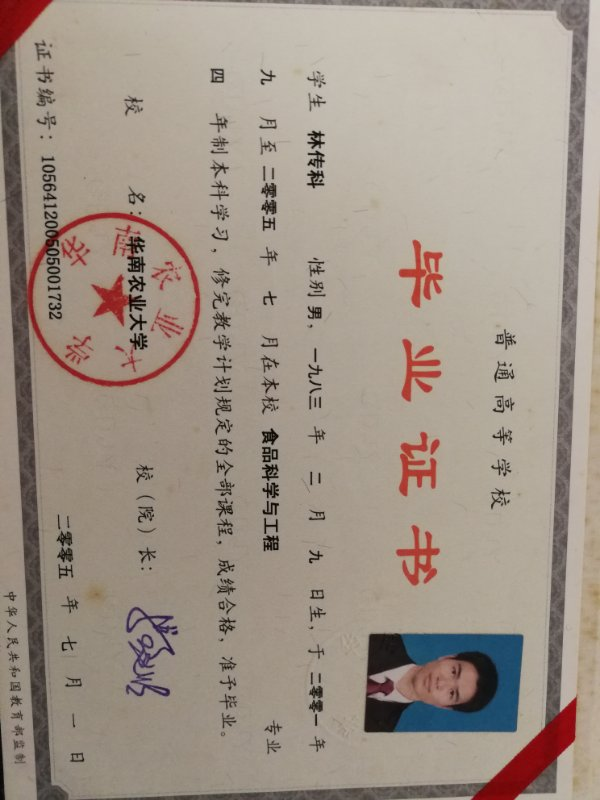 普通高等学校
毕业证书
学生 林传科 性别 男，一九八三 年 二 月 九 日生，于 二零零一 年
九 月至 二零零五 年 七 月在本校 食品科学与工程 专业
四 年制本科学习，修完教学计划规定的全部课程，成绩合格，准予毕业。
校 名：华南农业大学 校（院）长：
证书编号：105641200505001732 二零零五 年 七 月 一 日
中华人民共和国教育部监制
华南农业大学